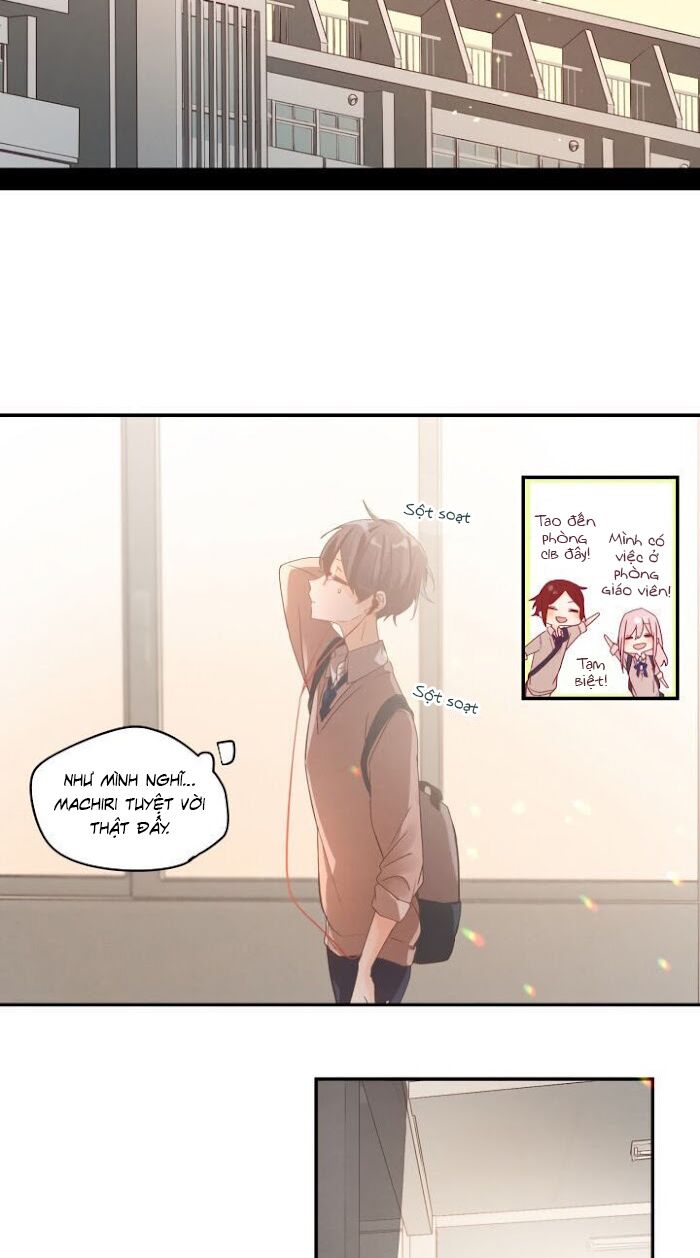 Sột soạt
Tao đến
phòng
clb đây!
Mình có
việc ở
phòng
giáo viên!
Tạm
biệt!
Sột soạt
NHƯ MÌNH NGHĨ...
MACHIRI TUYỆT VỜI
THẬT ĐẤY.